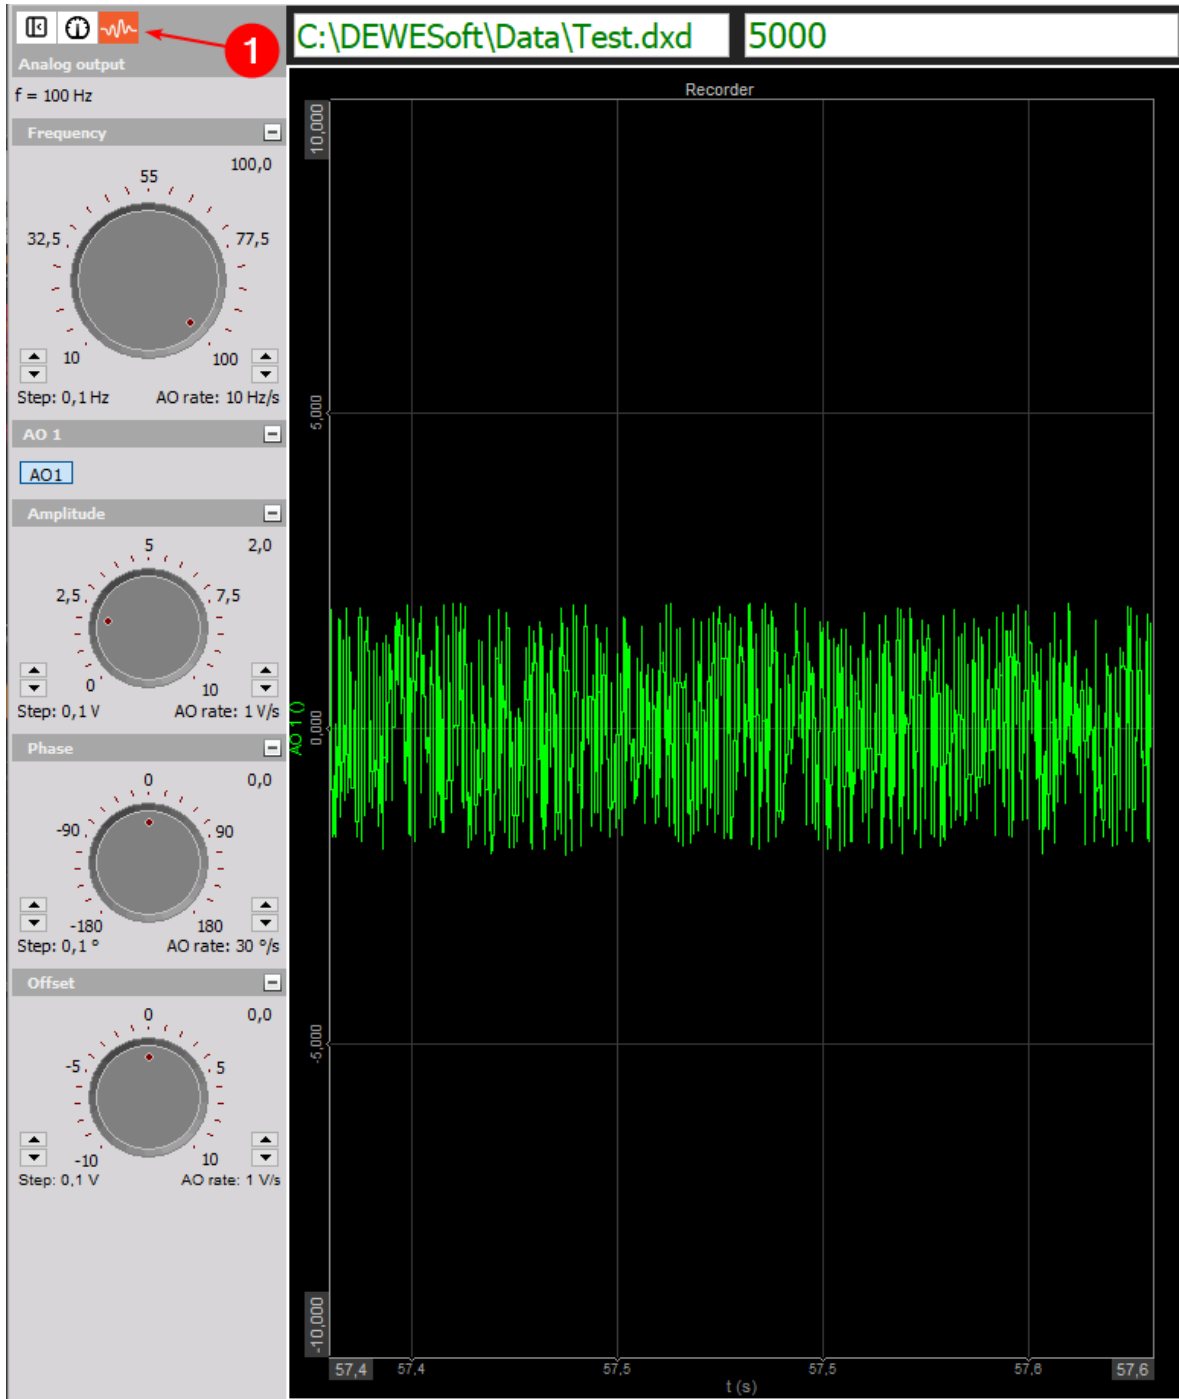 1
C:\DEWESoft\Data\Test.dxd
5000
Analog output
f = 100 Hz
Frequency
100,0
55
32,5
77,5
10
100
Step: 0,1 Hz
AO rate: 10 Hz/s
AO 1
AO1
Amplitude
5
2,0
2,5
7,5
0
10
Step: 0,1 V
AO rate: 1 V/s
Phase
0
0,0
-90
90
-180
180
Step: 0,1 °
AO rate: 30 °/s
Offset
0
0,0
-5
5
-10
10
Step: 0,1 V
AO rate: 1 V/s
Recorder
10,000
5,000
0,000
-5,000
-10,000
AO 1 ()
57,4
57,4
57,5
57,5
57,6
57,6
t (s)